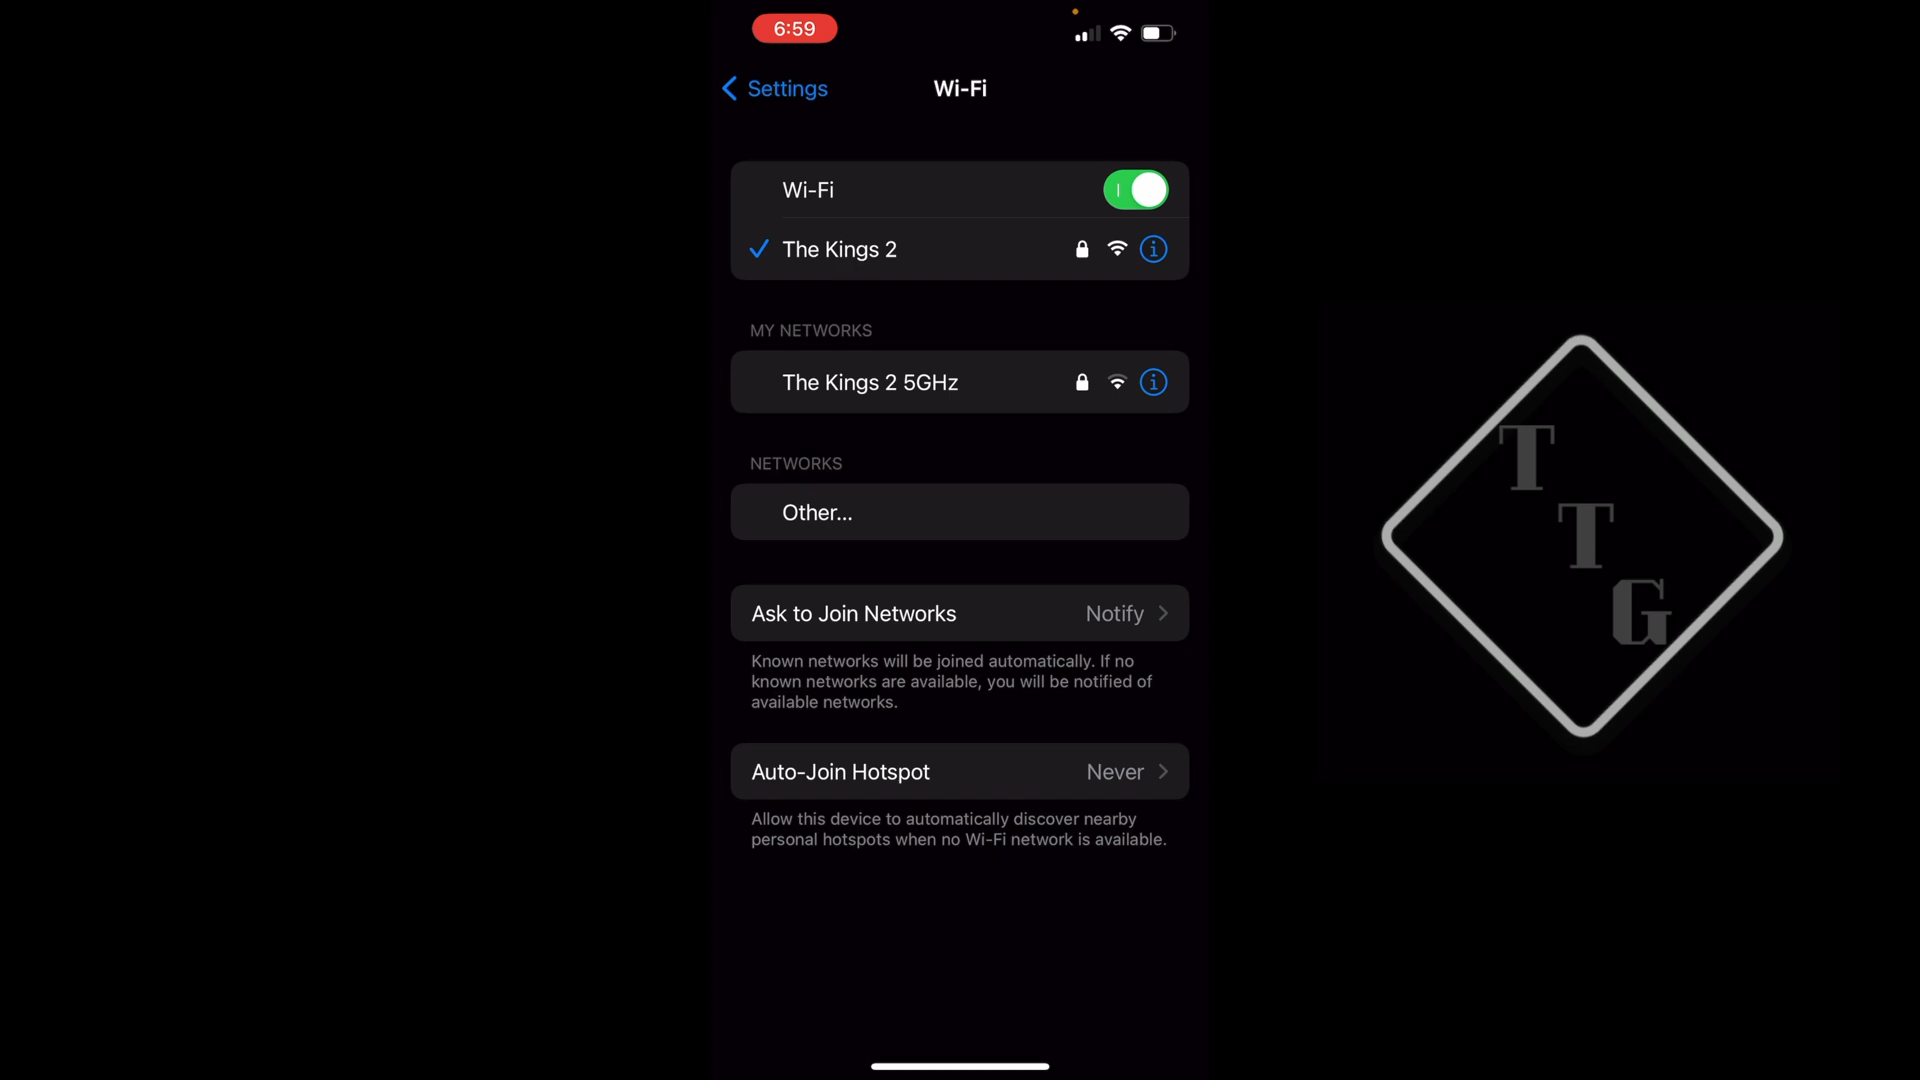 6:59
Settings
Wi-Fi
Wi-Fi
The Kings 2
MY NETWORKS
The Kings 2 5GHz
NETWORKS
Other...
Ask to Join Networks Notify
Known networks will be joined automatically. If no
known networks are available, you will be notified of
available networks.
Auto-Join Hotspot Never
Allow this device to automatically discover nearby
personal hotspots when no Wi-Fi network is available.
T
T
G